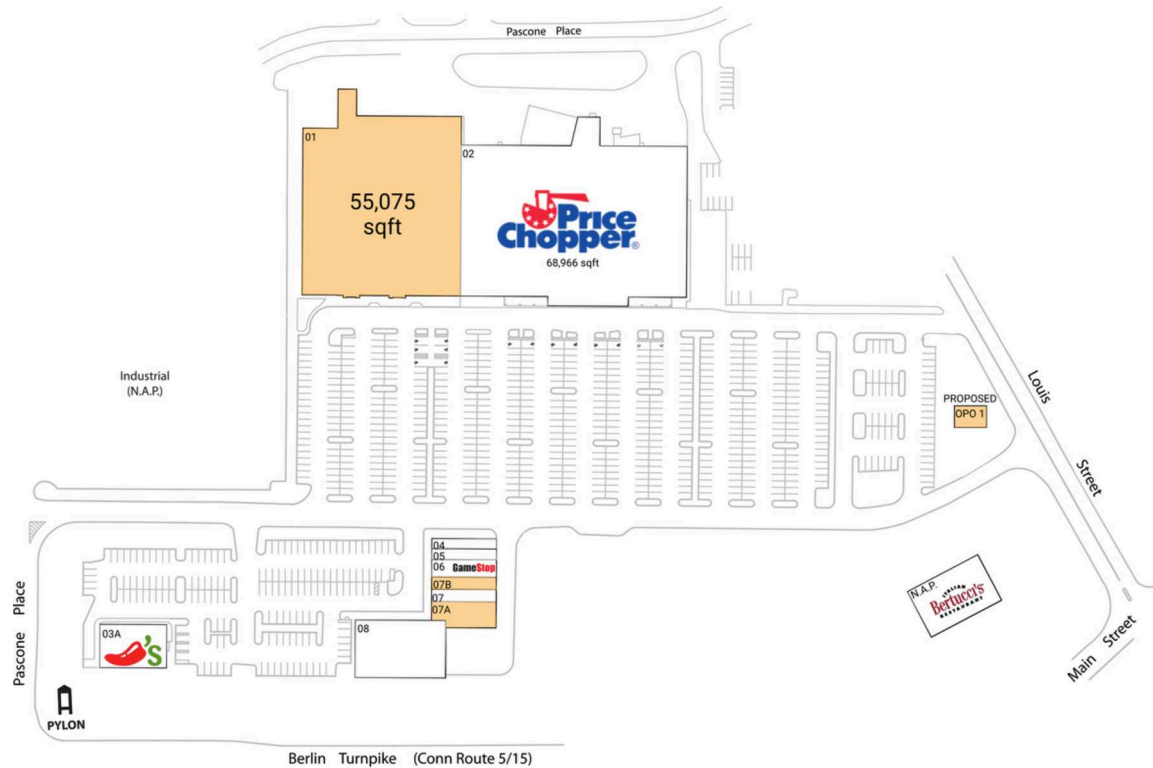 Pascone Place
01
02
55,075
sqft
Price
Chopper®
68,966 sqft
Industrial
(N.A.P.)
Louis Street
PROPOSED
OPO 1
04
05
06 GameStop
07B
07
07A
08
03A
'S
N.A.P.
ITALIAN
Bertucci's
RESTAURANT
Main Street
Pascone Place
PYLON
Berlin Turnpike (Conn Route 5/15)